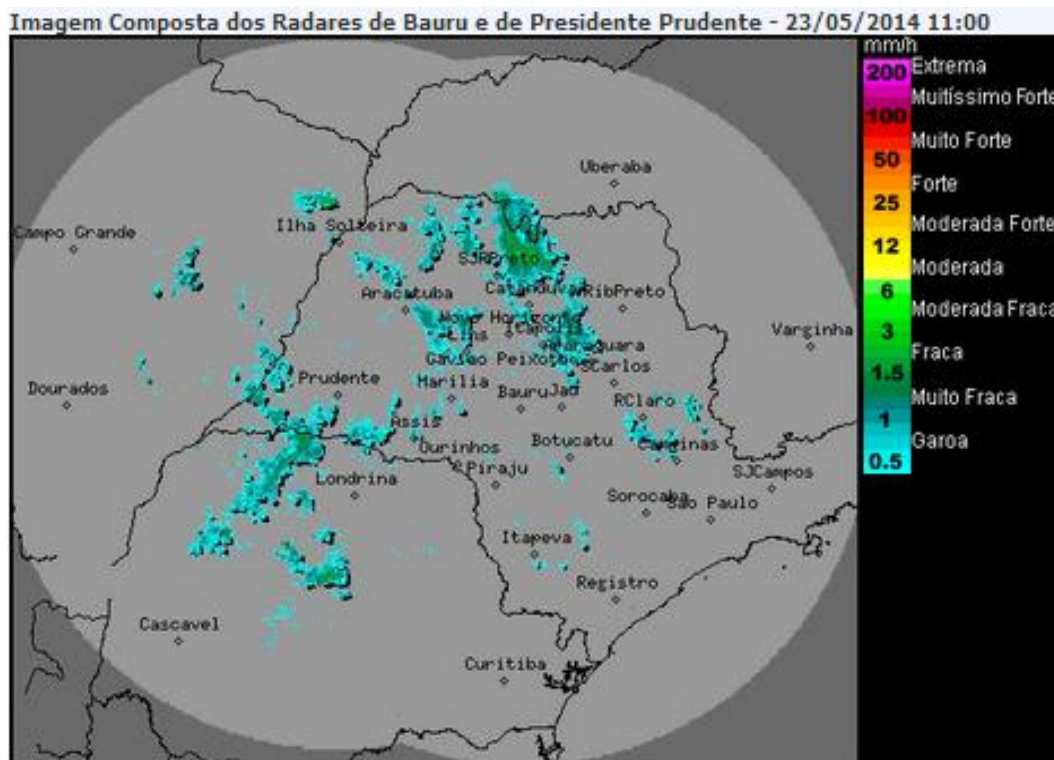 Imagem Composta dos Radares de Bauru e de Presidente Prudente - 23/05/2014 11:00
mm/h
200 Extrema
Muitíssimo Forte
100
Muito Forte
50
Forte
25
Moderada Forte
12
Moderada
6
Moderada Fraca
3
Fraca
1.5
Muito Fraca
1
Garoa
0.5
Uberaba
Campo Grande
Ilha Solteira
SJRPreto
Catanduva
RibPreto
Aracatuba
Novo Horizonte
Itapolis
Lins
Araraquara
Varginha
Gaviao Peixoto
SCarlos
Prudente
Marilia
Dourados
Bauru
Jad
RClaro
Assis
Ourinhos
Botucatu
Campinas
Piraju
SJCampos
Londrina
Sorocaba
Sao Paulo
Itapeva
Registro
Cascavel
Curitiba